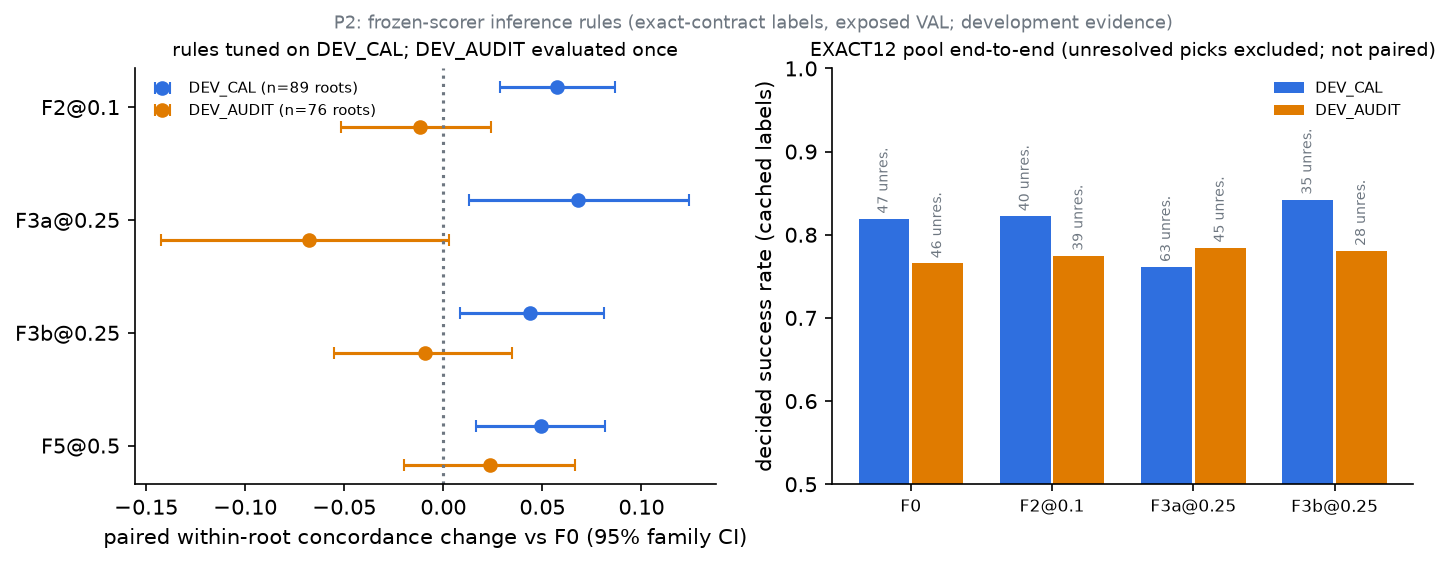 P2: frozen-scorer inference rules (exact-contract labels, exposed VAL; development evidence)
rules tuned on DEV_CAL; DEV_AUDIT evaluated once
DEV_CAL (n=89 roots)
DEV_AUDIT (n=76 roots)
F2@0.1
F3a@0.25
F3b@0.25
F5@0.5
−0.15
−0.10
−0.05
0.00
0.05
0.10
paired within-root concordance change vs F0 (95% family CI)
EXACT12 pool end-to-end (unresolved picks excluded; not paired)
DEV_CAL
DEV_AUDIT
decided success rate (cached labels)
1.0
0.9
0.8
0.7
0.6
0.5
47 unres.
46 unres.
40 unres.
39 unres.
63 unres.
45 unres.
35 unres.
28 unres.
F0
F2@0.1
F3a@0.25
F3b@0.25